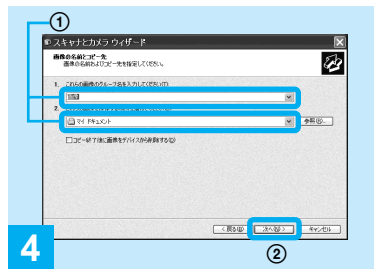 ①
スキャナとカメラ ウィザード
画像の名前とコピー先
画像の名前およびコピー先を指定してください。
1. これらの画像のグループ名を入力してください(T):
画像
2.
マイ ドキュメント
参照(R)...
コピー終了後に画像をデバイスから削除する(D)
< 戻る(B) 次へ(N) > キャンセル
4
②